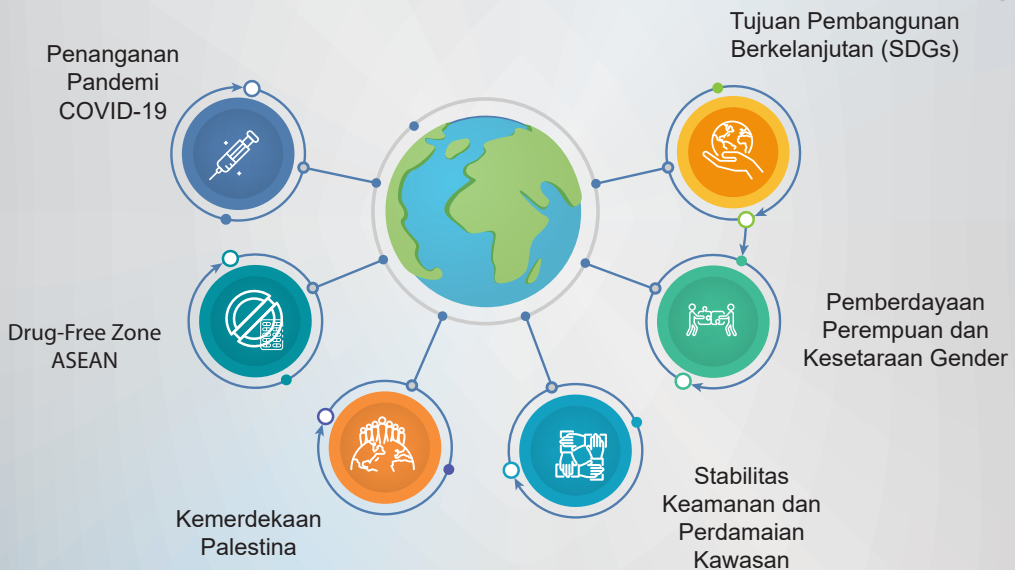 Penanganan
Pandemi
COVID-19
Tujuan Pembangunan
Berkelanjutan (SDGs)
Drug-Free Zone
ASEAN
Pemberdayaan
Perempuan dan
Kesetaraan Gender
Kemerdekaan
Palestina
Stabilitas
Keamanan dan
Perdamaian
Kawasan